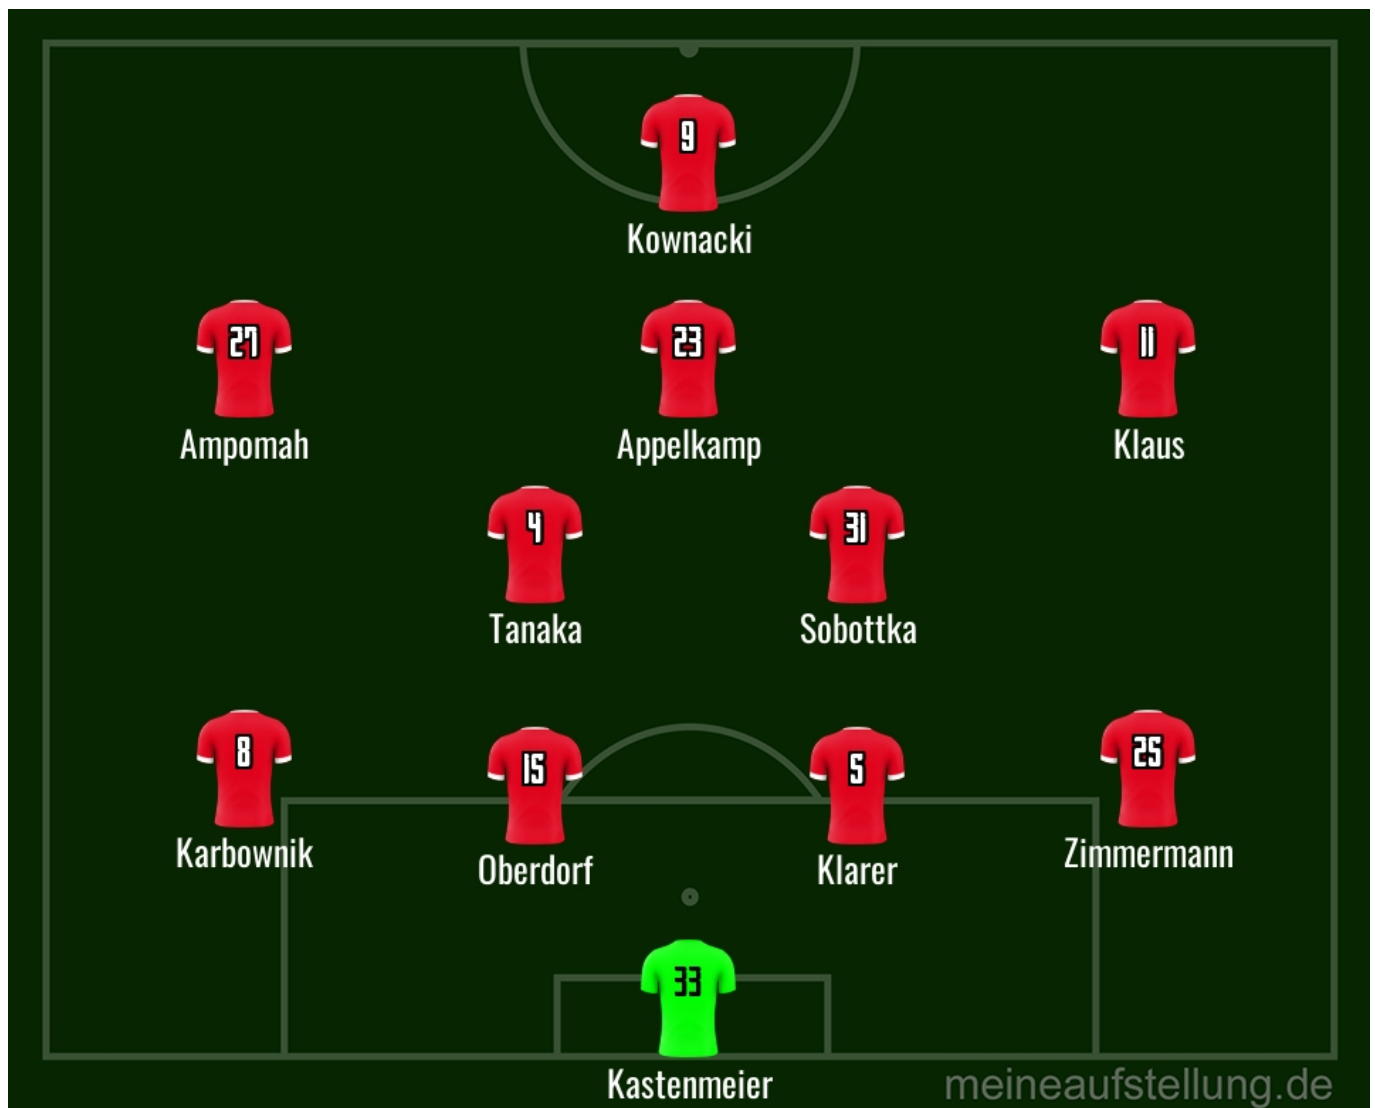 9
Kownacki
27
23
11
Ampomah
Appelkamp
Klaus
4
31
Tanaka
Sobottka
8
15
5
25
Karbownik
Oberdorf
Klarer
Zimmermann
33
Kastenmeier
meineaufstellung.de